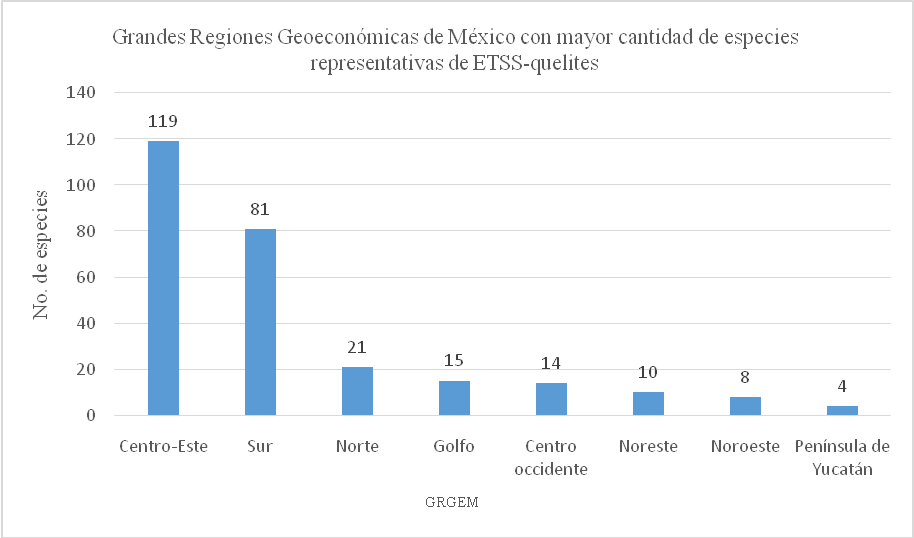 Grandes Regiones Geoeconómicas de México con mayor cantidad de especies
representativas de ETSS-quelites
No. de especies
140
120
100
80
60
40
20
0
119
81
21
15
14
10
8
4
Centro-Este
Sur
Norte
Golfo
Centro
occidente
Noreste
Noroeste
Península de
Yucatán
GRGEM